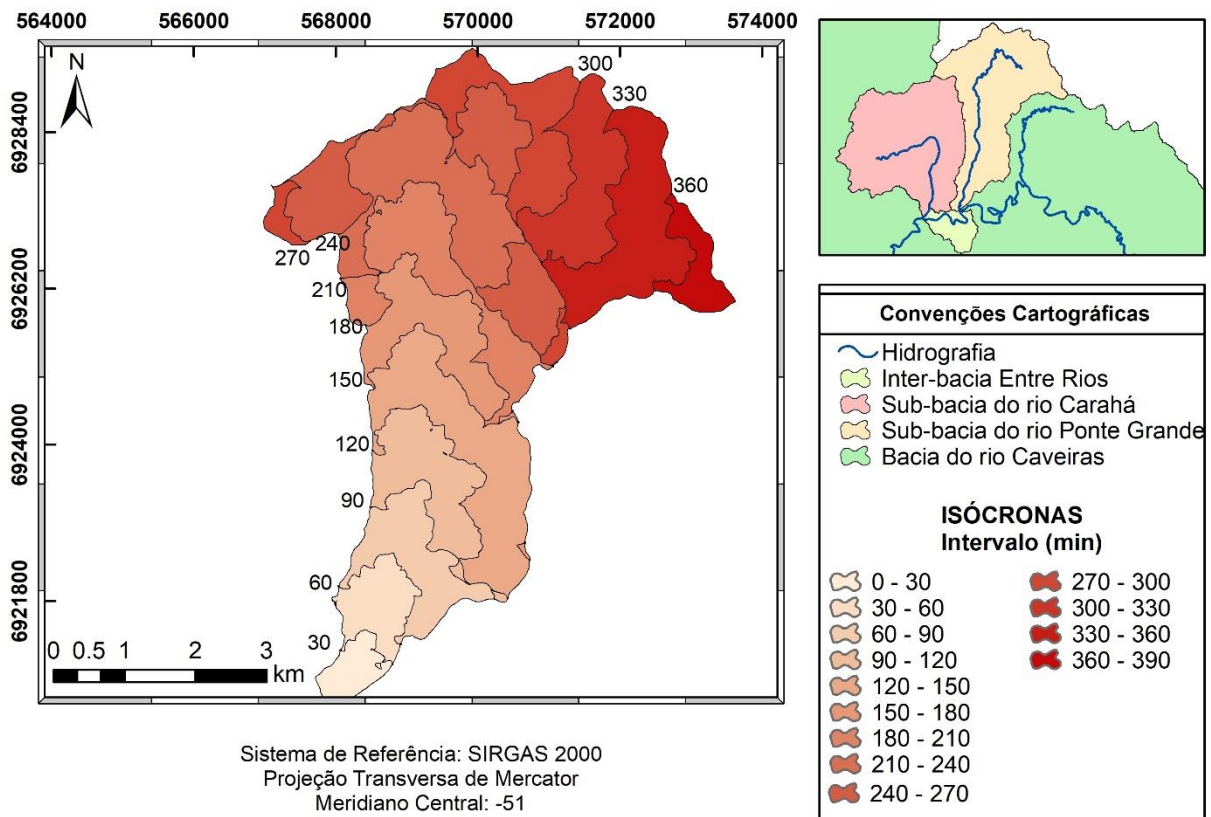 564000 566000 568000 570000 572000 574000
N
6928400
6926200
6924000
6921800
300
330
360
240
270
210
180
150
120
90
60
30
0 0.5 1 2 3
km
Sistema de Referência: SIRGAS 2000
Projeção Transversa de Mercator
Meridiano Central: -51
Convenções Cartográficas
Hidrografia
Inter-bacia Entre Rios
Sub-bacia do rio Carahá
Sub-bacia do rio Ponte Grande
Bacia do rio Caveiras
ISÓCRONAS
Intervalo (min)
0 - 30
30 - 60
60 - 90
90 - 120
120 - 150
150 - 180
180 - 210
210 - 240
240 - 270
270 - 300
300 - 330
330 - 360
360 - 390